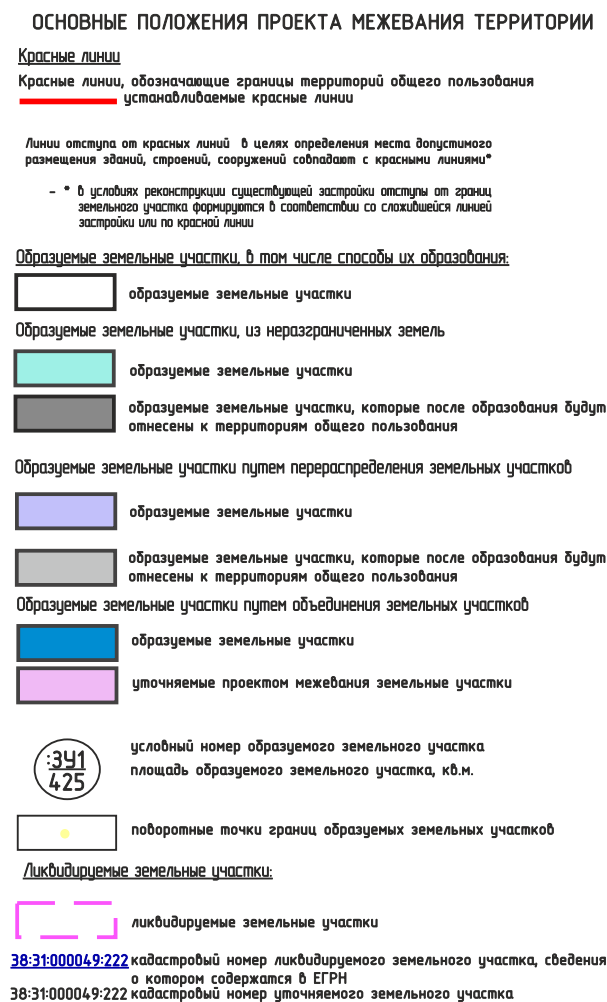 ОСНОВНЫЕ ПОЛОЖЕНИЯ ПРОЕКТА МЕЖЕВАНИЯ ТЕРРИТОРИИ
Красные линии
Красные линии, обозначающие границы территорий общего пользования
устанавливаемые красные линии
Линии отступа от красных линий в целях определения места допустимого
размещения зданий, строений, сооружений совпадают с красными линиями*
- * в условиях реконструкции существующей застройки отступы от границ
земельного участка формируются в соответствии со сложившейся линией
застройки или по красной линии
Образуемые земельные участки, в том числе способы их образования:
образуемые земельные участки
Образуемые земельные участки, из неразграниченных земель
образуемые земельные участки
образуемые земельные участки, которые после образования будут
отнесены к территориям общего пользования
Образуемые земельные участки путем перераспределения земельных участков
образуемые земельные участки
образуемые земельные участки, которые после образования будут
отнесены к территориям общего пользования
Образуемые земельные участки путем объединения земельных участков
образуемые земельные участки
уточняемые проектом межевания земельные участки
:ЗУ1 условный номер образуемого земельного участка
425 площадь образуемого земельного участка, кв.м.
поворотные точки границ образуемых земельных участков
Ликвидируемые земельные участки:
ликвидируемые земельные участки
38:31:000049:222 кадастровый номер ликвидируемого земельного участка, сведения
о котором содержатся в ЕГРН
38:31:000049:222 кадастровый номер уточняемого земельного участка